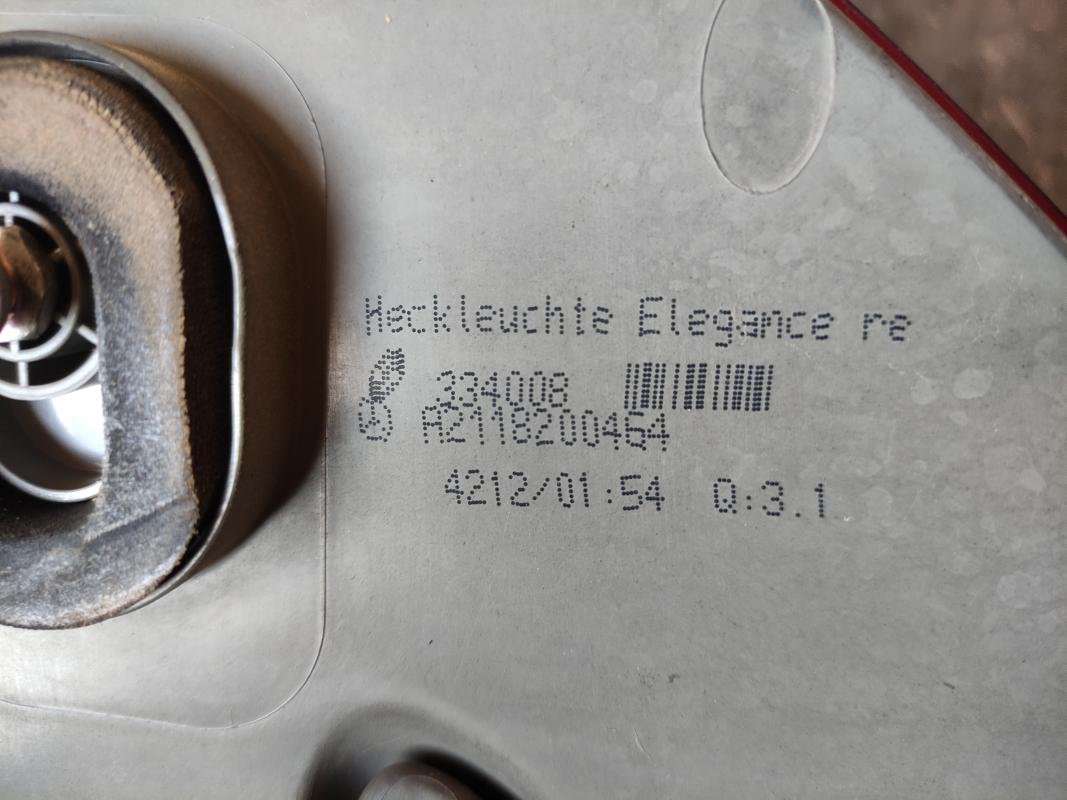 Heckleuchte Elegance re
334008
A2118200464
4212/01:54 Q:3.1